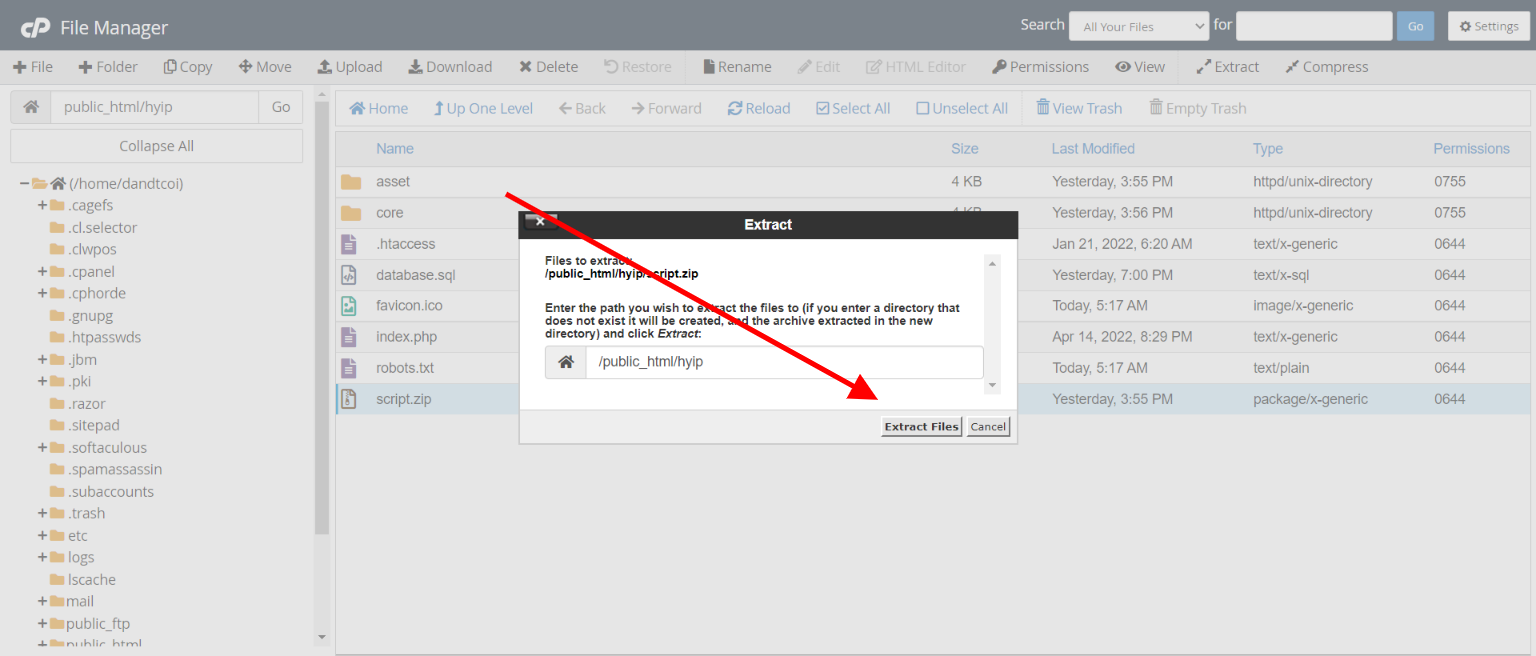 cP File Manager
Search All Your Files for Go Settings
File Folder Copy Move Upload Download Delete Restore Rename Edit HTML Editor Permissions View Extract Compress
public_html/hyip Go
Home Up One Level Back Forward Reload Select All Unselect All View Trash Empty Trash
Collapse All
(/home/dandtcoi)
.cagefs
.cl.selector
.clwpos
.cpanel
.cphorde
.gnupg
.htpasswds
.jbm
.pki
.razor
.sitepad
.softaculous
.spamassassin
.subaccounts
.trash
etc
logs
lscache
mail
public_ftp
public_html
Name Size Last Modified Type Permissions
asset 4 KB Yesterday, 3:55 PM httpd/unix-directory 0755
core 4 KB Yesterday, 3:56 PM httpd/unix-directory 0755
.htaccess Jan 21, 2022, 6:20 AM text/x-generic 0644
database.sql Yesterday, 7:00 PM text/x-sql 0644
favicon.ico Today, 5:17 AM image/x-generic 0644
index.php Apr 14, 2022, 8:29 PM text/x-generic 0644
robots.txt Today, 5:17 AM text/plain 0644
script.zip Yesterday, 3:55 PM package/x-generic 0644
Extract
Files to extract:
/public_html/hyip/script.zip
Enter the path you wish to extract the files to (if you enter a directory that
does not exist it will be created, and the archive extracted in the new
directory) and click Extract:
/public_html/hyip
Extract Files Cancel